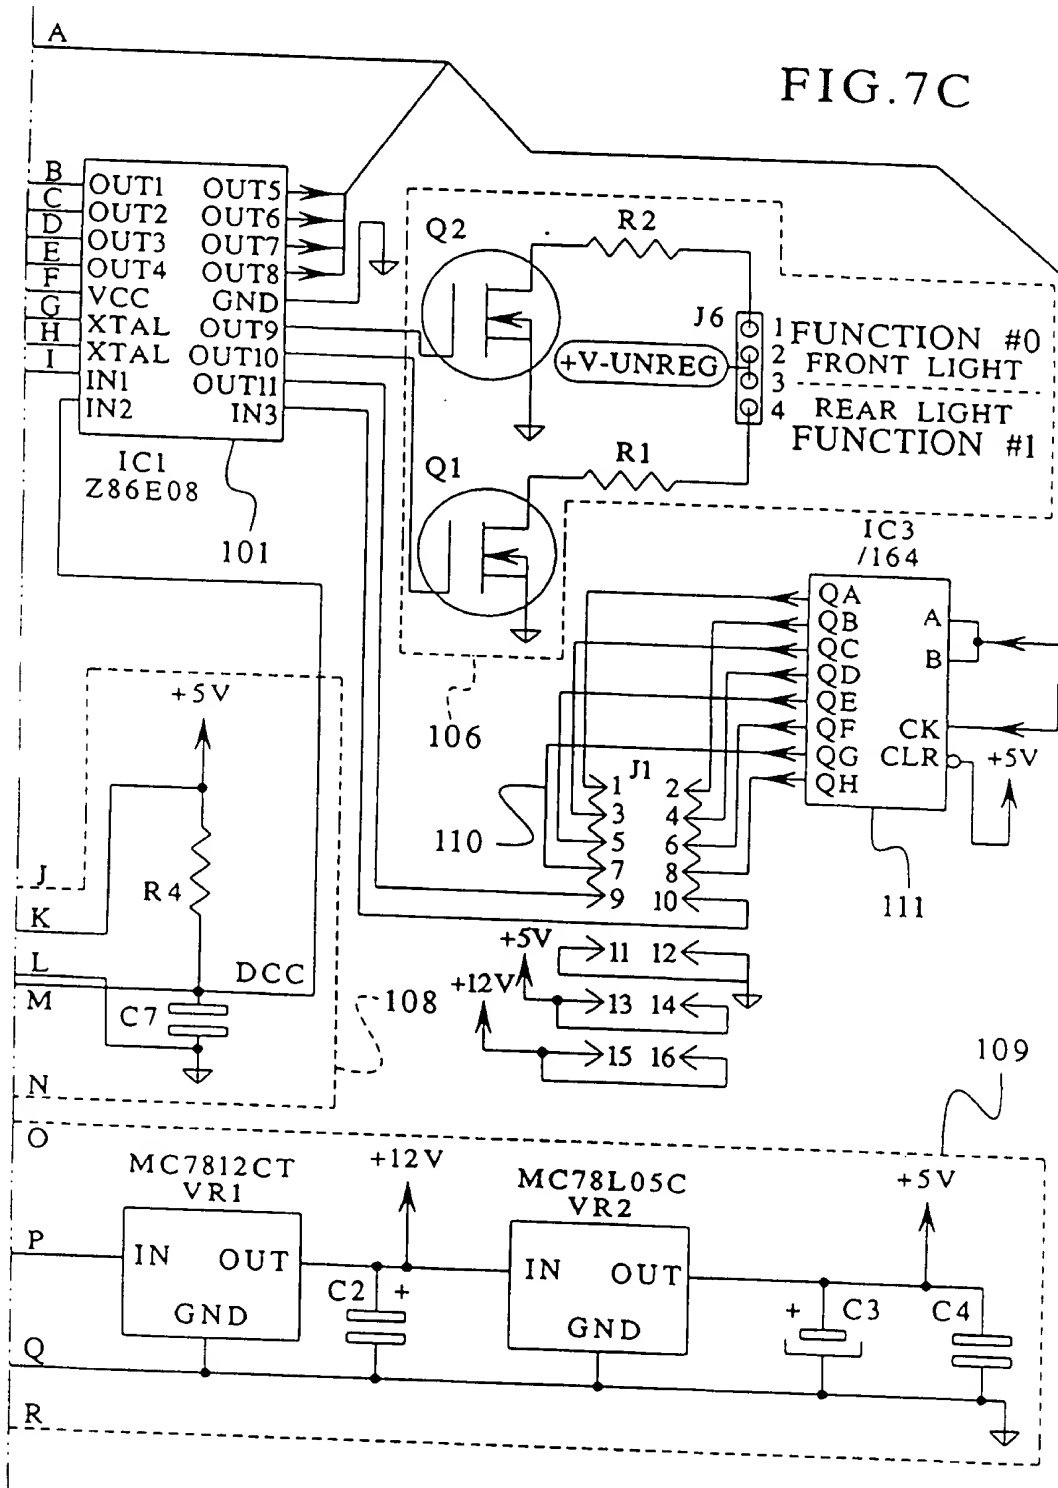 A
FIG.7C
B
C
D
E
F
G
H
I
OUT1
OUT2
OUT3
OUT4
VCC
XTAL
XTAL
IN1
IN2
OUT5
OUT6
OUT7
OUT8
GND
OUT9
OUT10
OUT11
IN3
IC1
Z86E08
101
Q2
R2
J6
1
2
3
4
+V-UNREG
FUNCTION #0
FRONT LIGHT
REAR LIGHT
FUNCTION #1
Q1
R1
106
IC3
/164
QA
QB
QC
QD
QE
QF
QG
QH
A
B
CK
CLR
+5V
111
110
J1
1 2
3 4
5 6
7 8
9 10
11 12
13 14
15 16
+5V
+12V
+5V
R4
J
K
L
M
DCC
C7
N
108
109
O
MC7812CT
VR1
+12V
MC78L05C
VR2
+5V
P
IN OUT
GND
C2 +
IN OUT
GND
+ C3
C4
Q
R